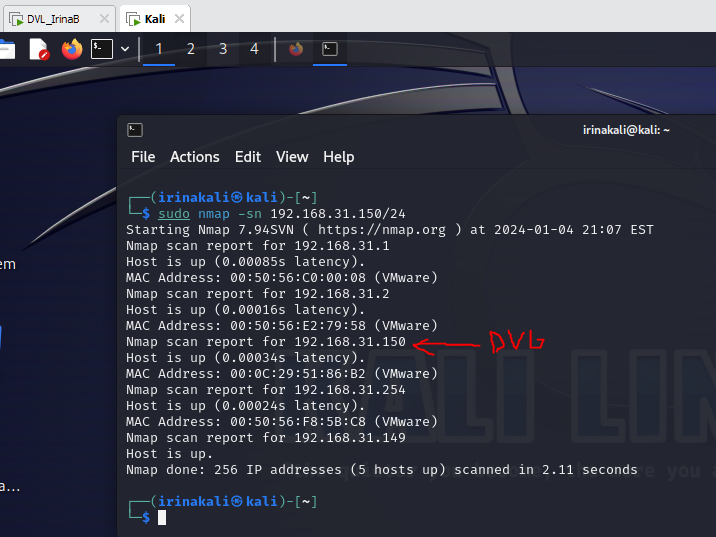 DVL_IrinaB
Kali
1 2 3 4
irinakali@kali: ~
File Actions Edit View Help
em
┌──(irinakali㉿kali)-[~]
└─$ sudo nmap -sn 192.168.31.150/24
Starting Nmap 7.94SVN ( https://nmap.org ) at 2024-01-04 21:07 EST
Nmap scan report for 192.168.31.1
Host is up (0.00085s latency).
MAC Address: 00:50:56:C0:00:08 (VMware)
Nmap scan report for 192.168.31.2
Host is up (0.00016s latency).
MAC Address: 00:50:56:E2:79:58 (VMware)
Nmap scan report for 192.168.31.150 DVG
Host is up (0.00034s latency).
MAC Address: 00:0C:29:51:86:B2 (VMware)
Nmap scan report for 192.168.31.254
Host is up (0.00024s latency).
MAC Address: 00:50:56:F8:5B:C8 (VMware)
Nmap scan report for 192.168.31.149
Host is up.
Nmap done: 256 IP addresses (5 hosts up) scanned in 2.11 seconds
a...
┌──(irinakali㉿kali)-[~]
└─$
KALI LIN